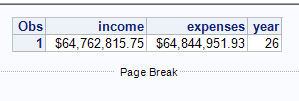 Obs income expenses year
1 $64,762,815.75 $64,844,951.93 26
Page Break